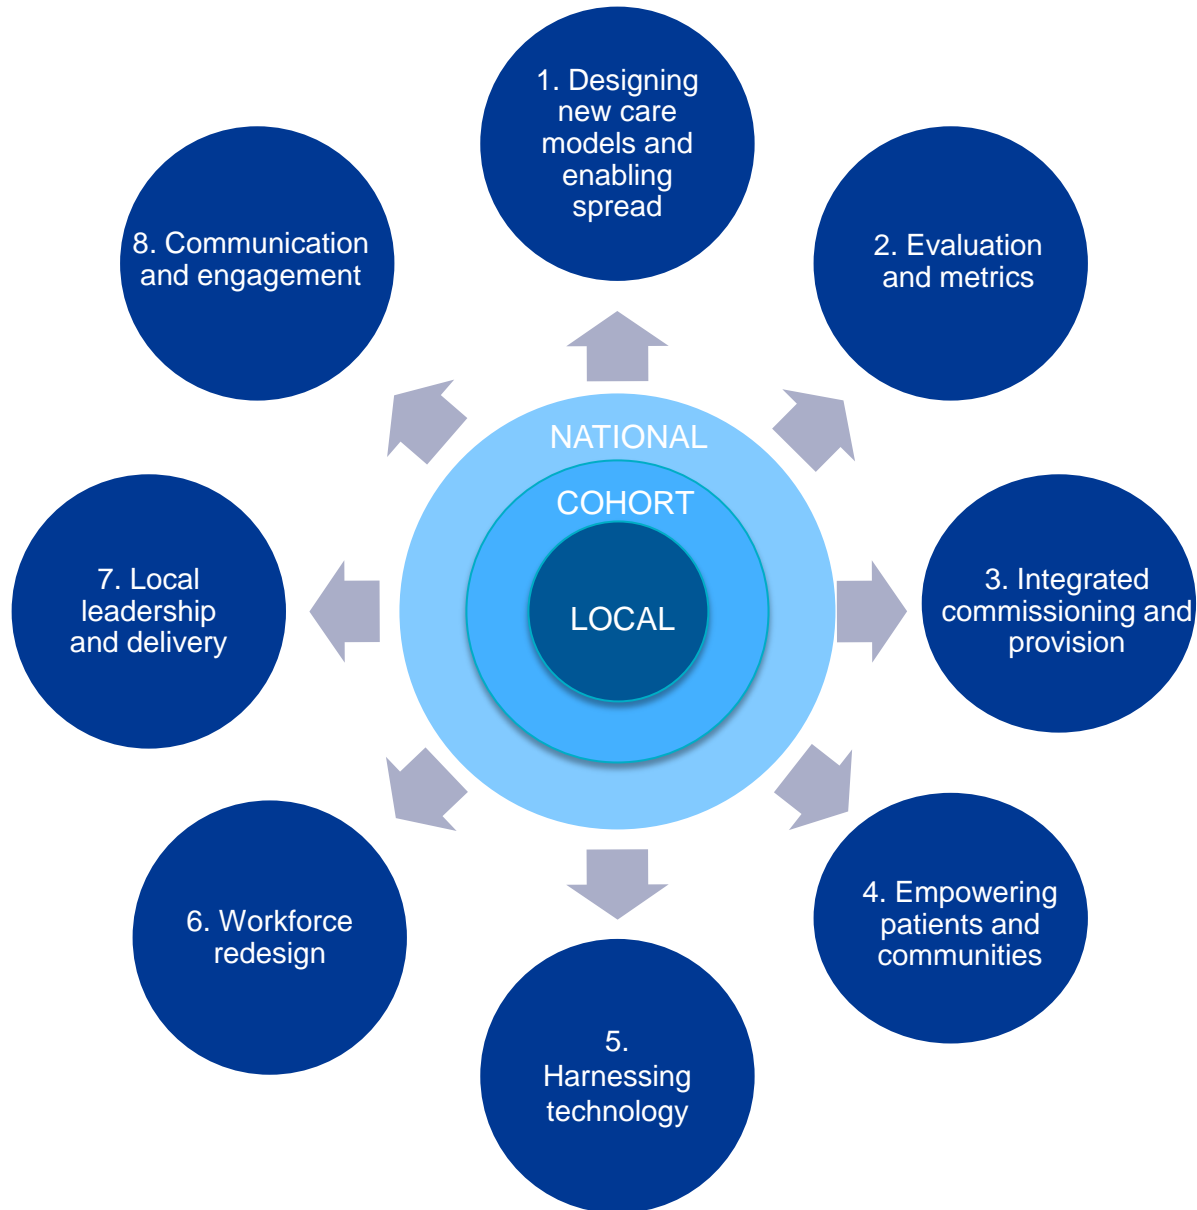 1. Designing
new care
models and
enabling
spread
2. Evaluation
and metrics
3. Integrated
commissioning and
provision
4. Empowering
patients and
communities
5.
Harnessing
technology
6. Workforce
redesign
7. Local
leadership
and delivery
8. Communication
and engagement
NATIONAL
COHORT
LOCAL